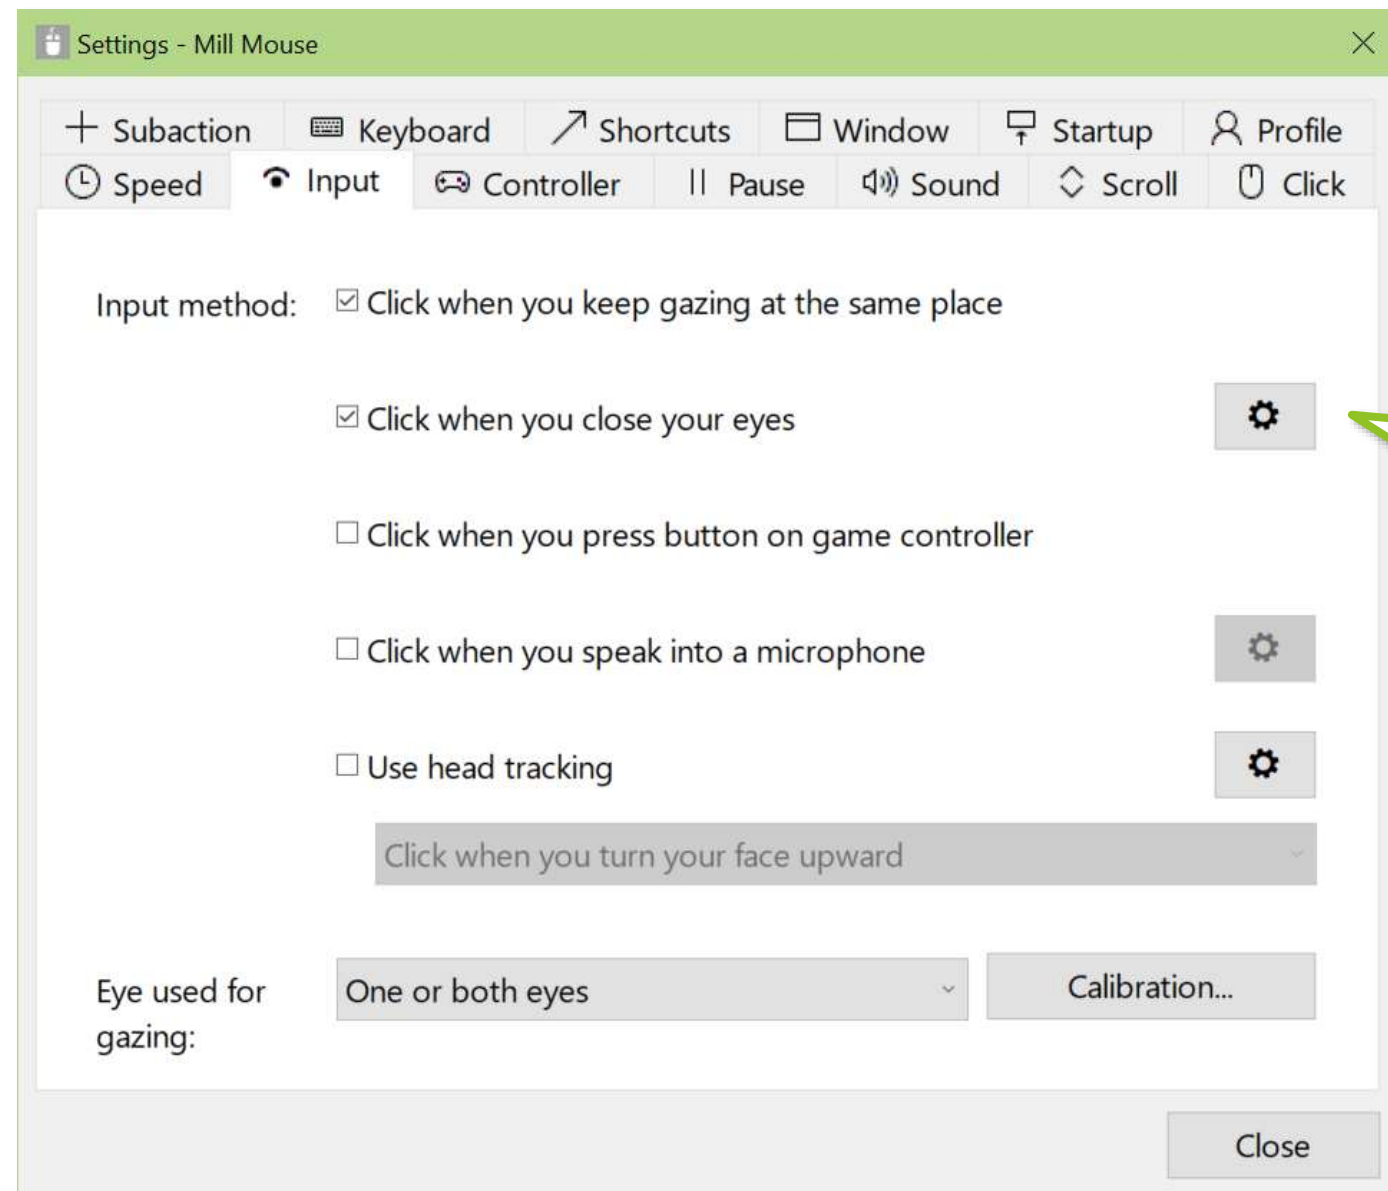 Settings - Mill Mouse
Subaction Keyboard Shortcuts Window Startup Profile
Speed Input Controller Pause Sound Scroll Click
Input method: Click when you keep gazing at the same place
Click when you close your eyes
Click when you press button on game controller
Click when you speak into a microphone
Use head tracking
Click when you turn your face upward
Eye used for gazing: One or both eyes Calibration...
Close